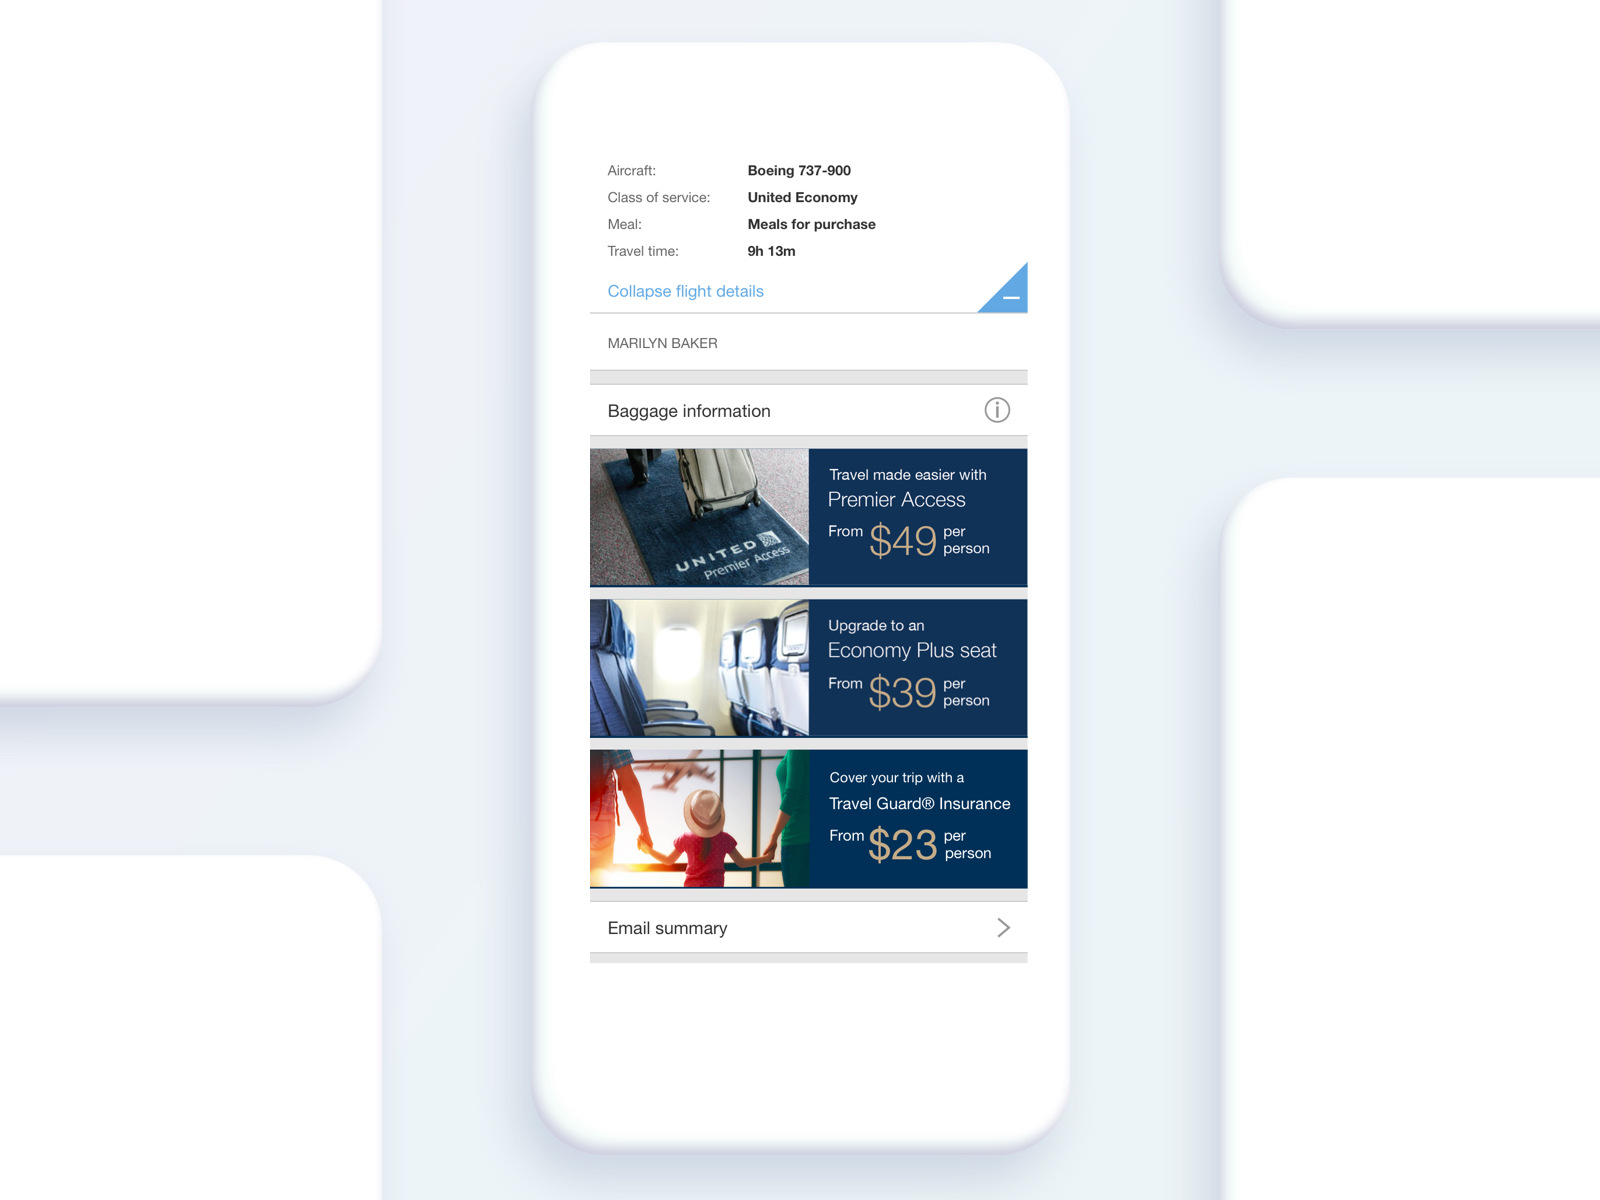 Aircraft: Boeing 737-900
Class of service: United Economy
Meal: Meals for purchase
Travel time: 9h 13m
Collapse flight details
MARILYN BAKER
Baggage information
UNITED
Premier Access
Travel made easier with
Premier Access
From $49 per
person
Upgrade to an
Economy Plus seat
From $39 per
person
Cover your trip with a
Travel Guard® Insurance
From $23 per
person
Email summary